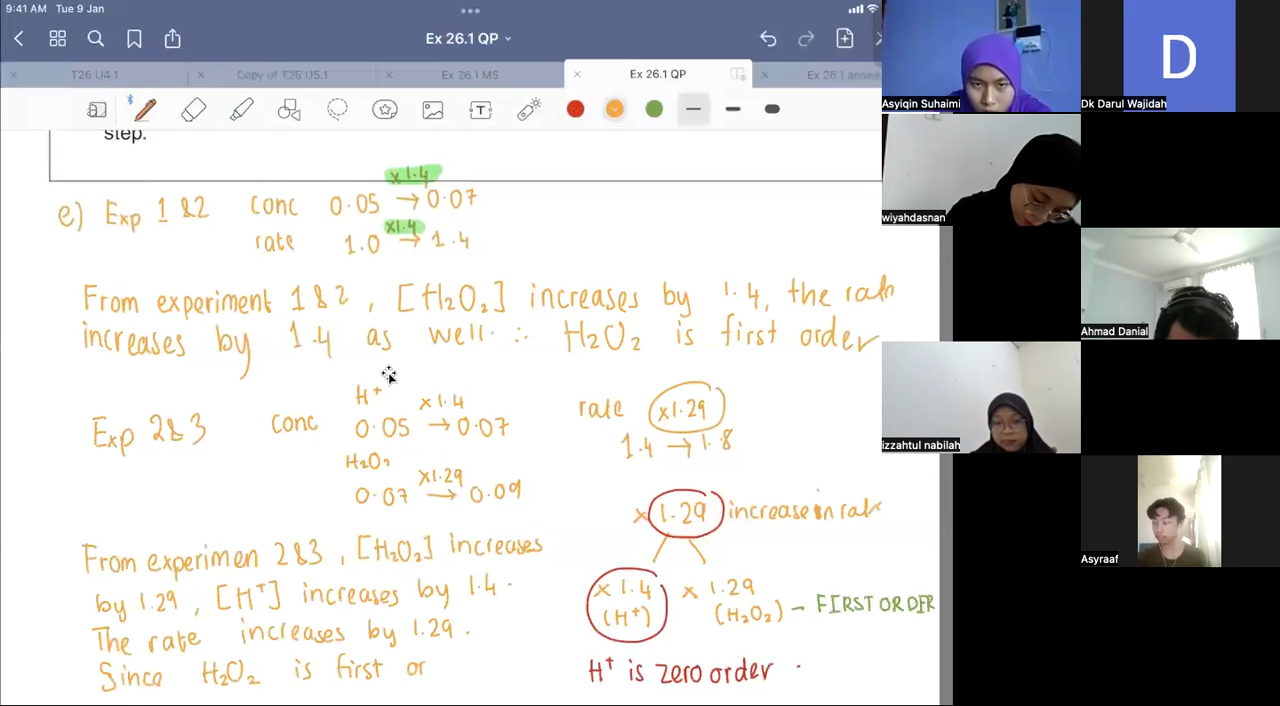 9:41 AM Tue 9 Jan
Ex 26.1 QP
T26 U4.1
Copy of T26 U5.1
Ex 26.1 MS
Ex 26.1 QP
Ex 26.1 answe
step.
e) Exp 1 & 2 conc 0.05 → 0.07 x1.4
rate 1.0 → 1.4 x1.4
From experiment 1 & 2, [H₂O₂] increases by 1.4, the rate
increases by 1.4 as well ∴ H₂O₂ is first order
Exp 2 & 3 conc H⁺ 0.05 → 0.07 x1.4
H₂O₂ 0.07 → 0.09 x1.29
rate x1.29
1.4 → 1.8
x 1.29 increase in rate
x 1.4 (H⁺) x 1.29 (H₂O₂) – FIRST ORDER
H⁺ is zero order .
From experimen 2 & 3, [H₂O₂] increases
by 1.29, [H⁺] increases by 1.4.
The rate increases by 1.29.
Since H₂O₂ is first or
Asyiqin Suhaimi
D
Dk Darul Wajidah
wiyahdasnan
Ahmad Danial
izzahtul nabilah
Asyraaf